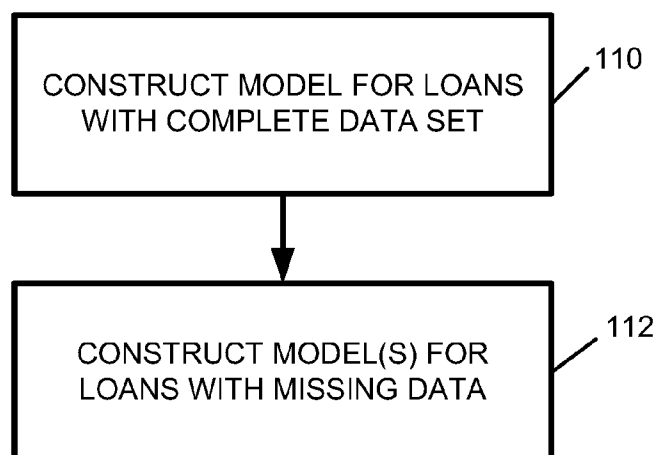 CONSTRUCT MODEL FOR LOANS
WITH COMPLETE DATA SET
110
CONSTRUCT MODEL(S) FOR
LOANS WITH MISSING DATA
112